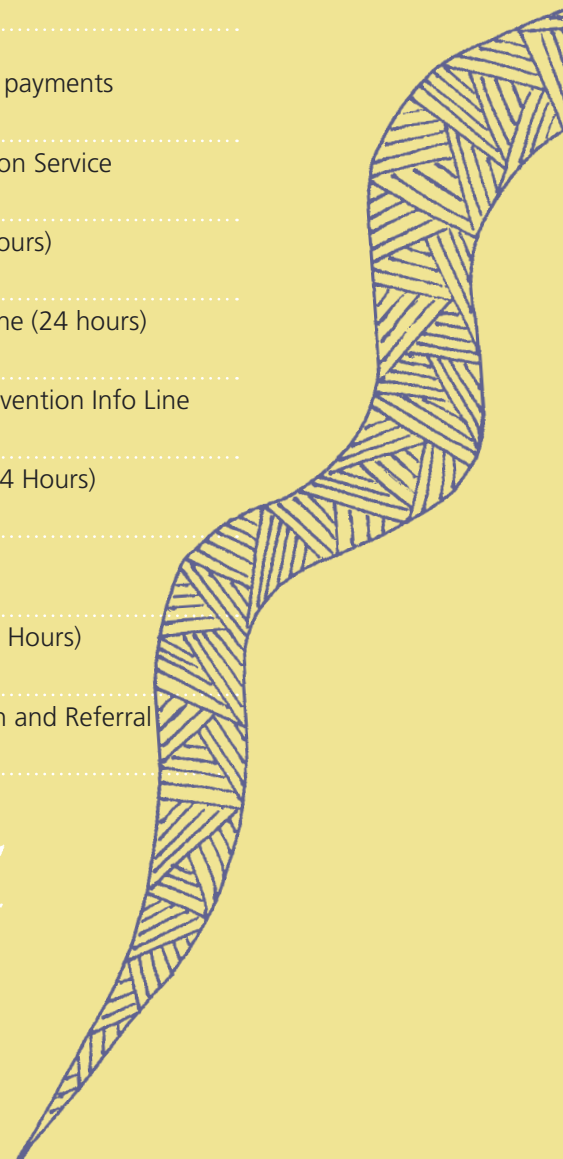 payments
on Service
ours)
ne (24 hours)
vention Info Line
4 Hours)
Hours)
n and Referral